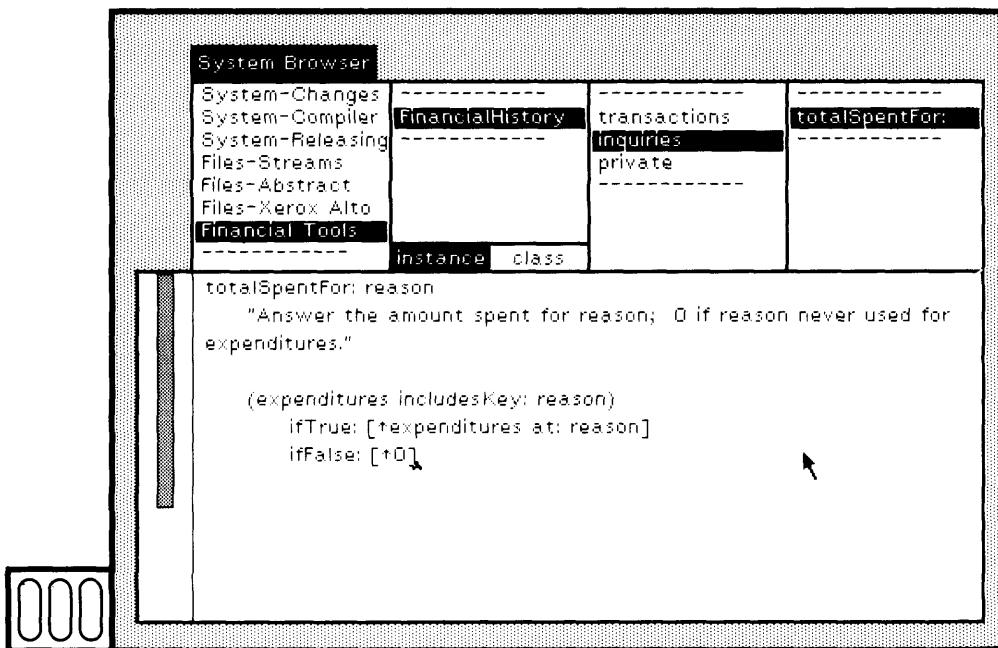 System Browser
System-Changes
System-Compiler
System-Releasing
Files-Streams
Files-Abstract
Files-Xerox Alto
Financial Tools
------------
------------
FinancialHistory
------------
instance class
------------
transactions
inquiries
private
------------
------------
totalSpentFor:
------------
totalSpentFor: reason
"Answer the amount spent for reason; 0 if reason never used for
expenditures."
(expenditures includesKey: reason)
ifTrue: [↑expenditures at: reason]
ifFalse: [↑0]